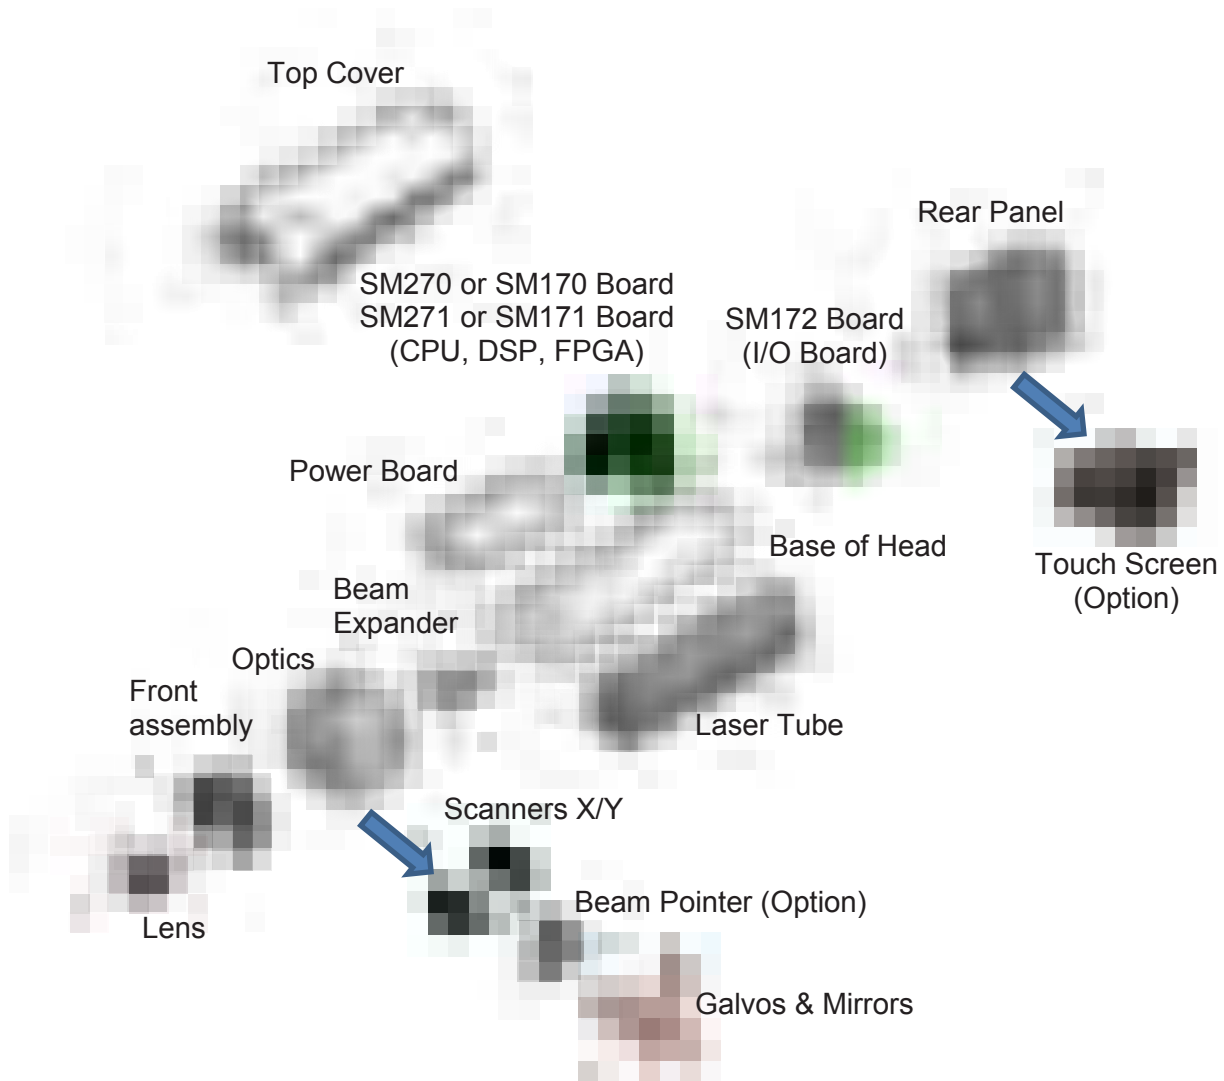 Top Cover
Rear Panel
SM270 or SM170 Board
SM271 or SM171 Board
(CPU, DSP, FPGA)
SM172 Board
(I/O Board)
Power Board
Base of Head
Touch Screen
(Option)
Beam
Expander
Optics
Front
assembly
Laser Tube
Scanners X/Y
Beam Pointer (Option)
Lens
Galvos & Mirrors